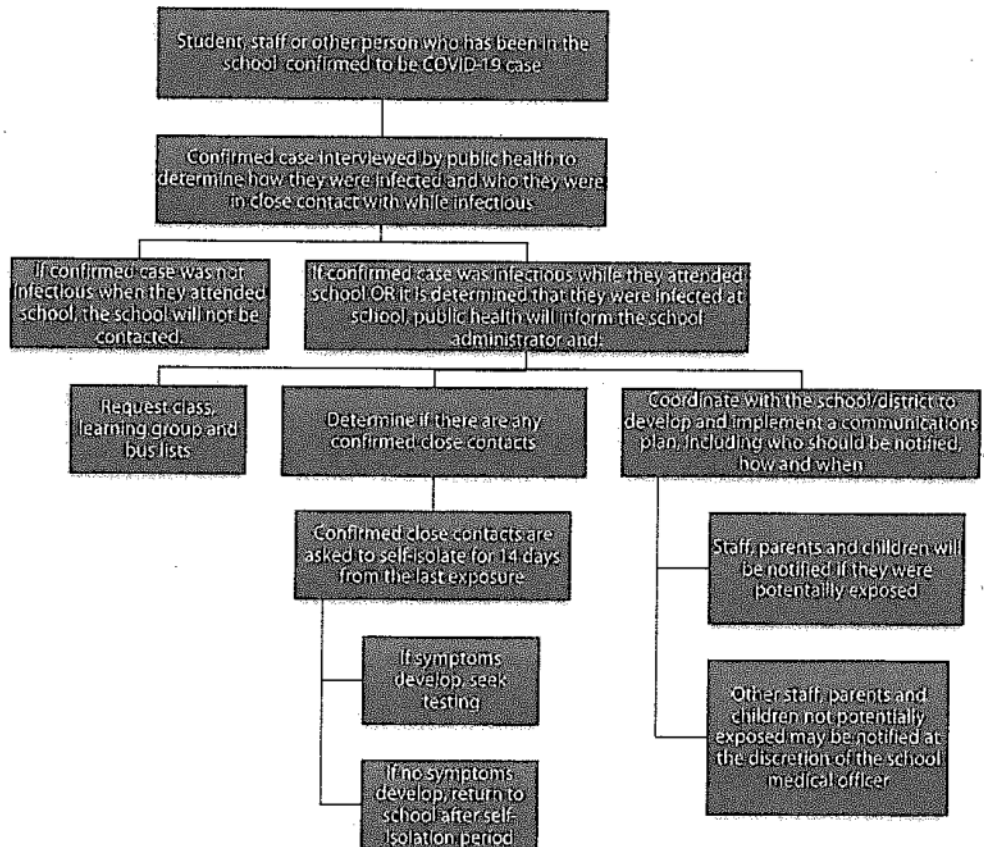 Student, staff or other person who has been in the
school confirmed to be COVID-19 case
Confirmed case interviewed by public health to
determine how they were infected and who they were
in close contact with while infectious
If confirmed case was not
infectious when they attended
school, the school will not be
contacted.
If confirmed case was infectious while they attended
school OR it is determined that they were infected at
school, public health will inform the school
administrator and:
Request class,
learning group and
bus lists
Determine if there are any
confirmed close contacts
Confirmed close contacts are
asked to self-isolate for 14 days
from the last exposure
If symptoms
develop, seek
testing
If no symptoms
develop, return to
school after self-
isolation period
Coordinate with the school/district to
develop and implement a communications
plan, including who should be notified,
how and when
Staff, parents and children will
be notified if they were
potentially exposed
Other staff, parents and
children not potentially
exposed may be notified at
the discretion of the school
medical officer